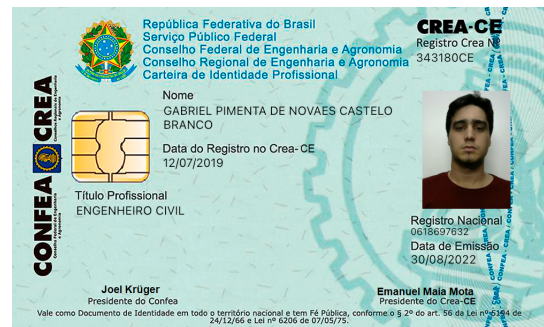 República Federativa do Brasil
Serviço Público Federal
Conselho Federal de Engenharia e Agronomia
Conselho Regional de Engenharia e Agronomia
Carteira de Identidade Profissional
CREA-CE
Registro Crea Nº
343180CE
CONFEA
CREA
Nome
GABRIEL PIMENTA DE NOVAES CASTELO
BRANCO
Data do Registro no Crea-CE
12/07/2019
Título Profissional
ENGENHEIRO CIVIL
Registro Nacional
0618697632
Data de Emissão
30/08/2022
Joel Krüger
Presidente do Confea
Emanuel Maia Mota
Presidente do Crea-CE
Vale como Documento de Identidade em todo o território nacional e tem Fé Pública, conforme o § 2º do art. 56 da Lei nº 5194 de
24/12/66 e Lei nº 6206 de 07/05/75.